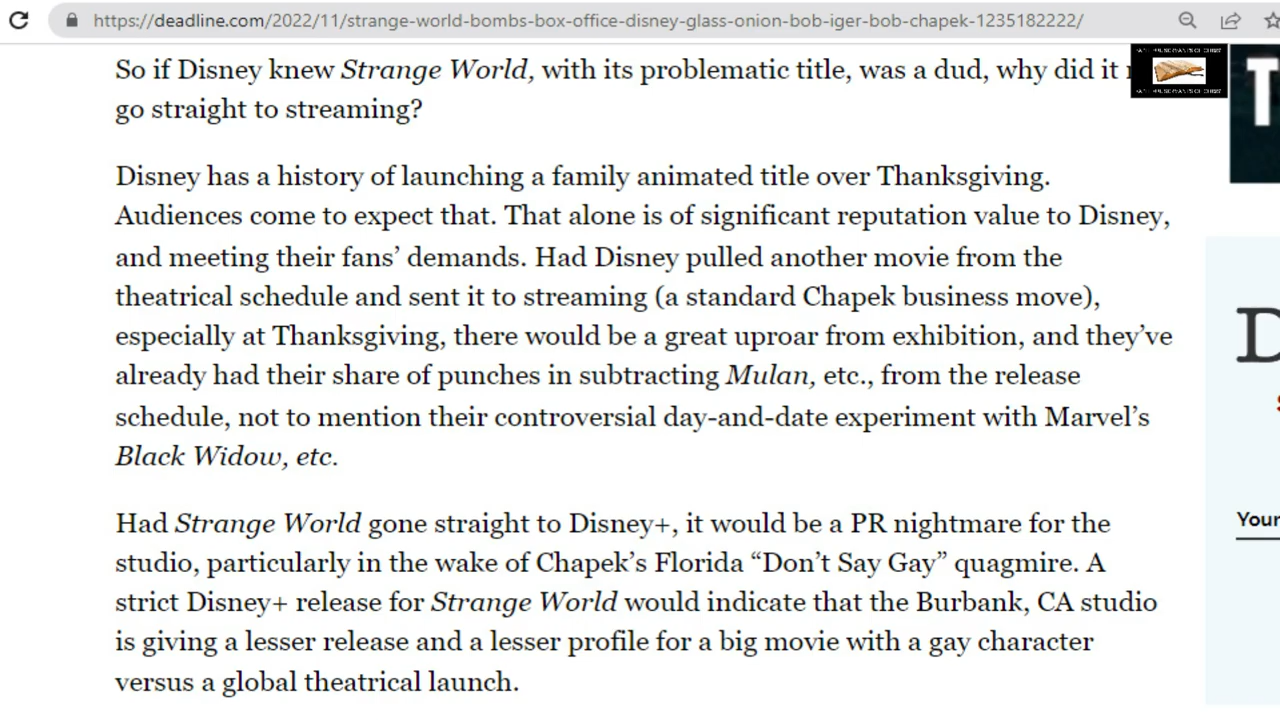 https://deadline.com/2022/11/strange-world-bombs-box-office-disney-glass-onion-bob-iger-bob-chapek-1235182222/
So if Disney knew Strange World, with its problematic title, was a dud, why did it
go straight to streaming?
Disney has a history of launching a family animated title over Thanksgiving.
Audiences come to expect that. That alone is of significant reputation value to Disney,
and meeting their fans’ demands. Had Disney pulled another movie from the
theatrical schedule and sent it to streaming (a standard Chapek business move),
especially at Thanksgiving, there would be a great uproar from exhibition, and they’ve
already had their share of punches in subtracting Mulan, etc., from the release
schedule, not to mention their controversial day-and-date experiment with Marvel’s
Black Widow, etc.
Had Strange World gone straight to Disney+, it would be a PR nightmare for the
studio, particularly in the wake of Chapek’s Florida “Don’t Say Gay” quagmire. A
strict Disney+ release for Strange World would indicate that the Burbank, CA studio
is giving a lesser release and a lesser profile for a big movie with a gay character
versus a global theatrical launch.
T
D
Your